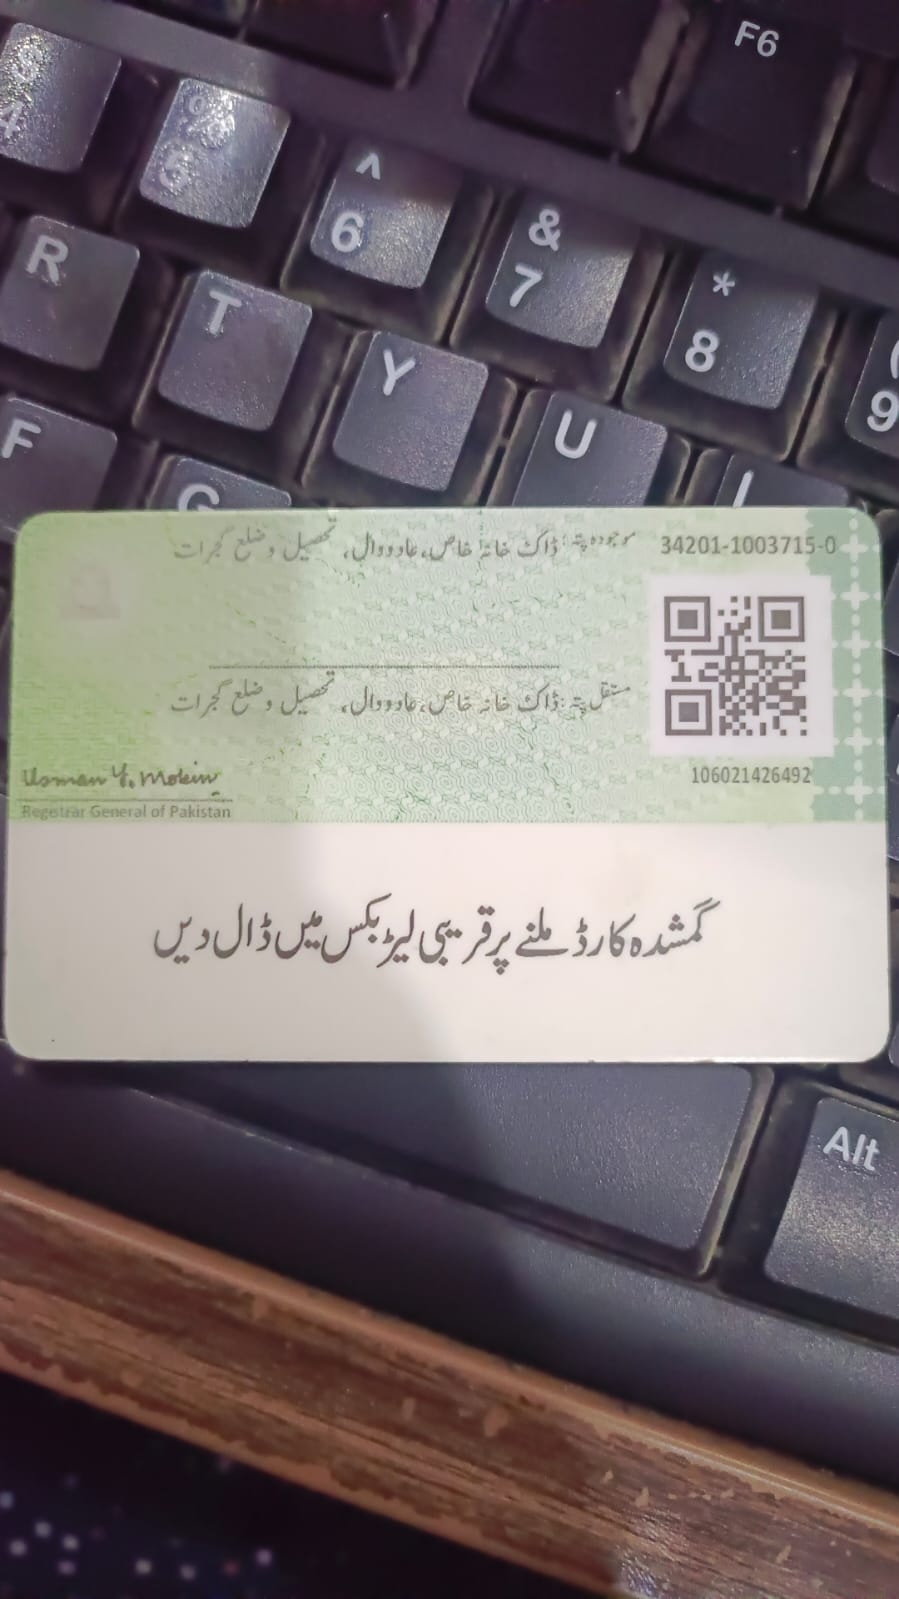 F6
$
4
%
5
^
6
&
7
*
8
(
9
R
T
Y
U
I
F
G
موجودہ پتہ: ڈاک خانہ خاص، عادووال، تحصیل و ضلع گجرات
34201-1003715-0
مستقل پتہ: ڈاک خانہ خاص، عادووال، تحصیل و ضلع گجرات
106021426492
Usman Y. Mobin
Registrar General of Pakistan
گمشدہ کارڈ ملنے پر قریبی لیٹر بکس میں ڈال دیں
Alt